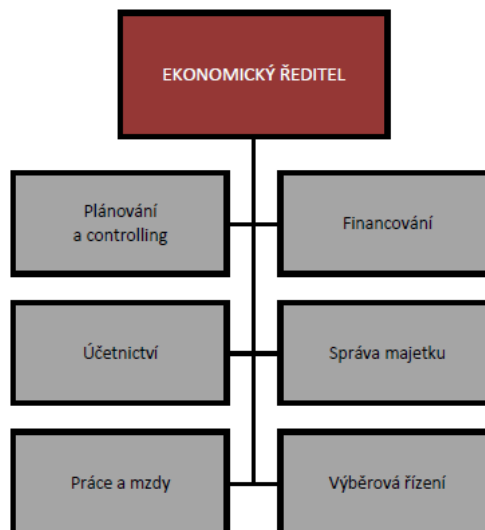 EKONOMICKÝ ŘEDITEL
Plánování
a controlling
Financování
Účetnictví
Správa majetku
Práce a mzdy
Výběrová řízení